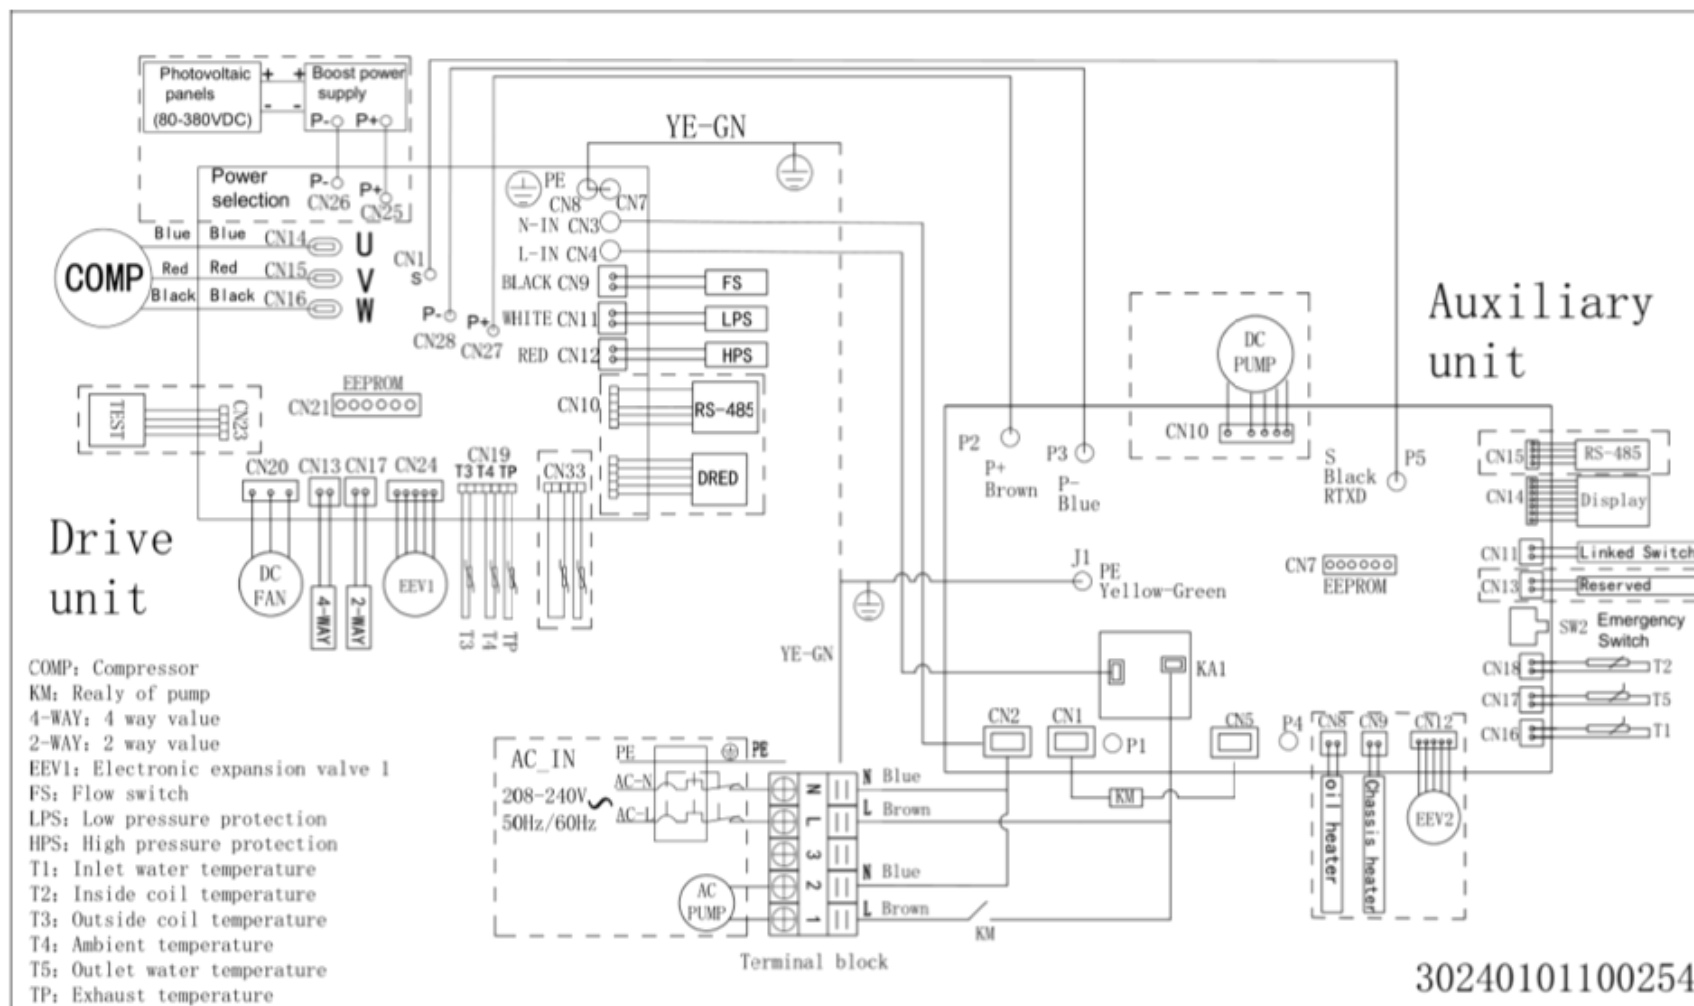 Photovoltaic
panels
(80-380VDC)
+ +
- -
Boost power
supply
P- P+
YE-GN
Power
selection
P- P+
CN26 CN25
PE
CN8 CN7
N-IN CN3
L-IN CN4
COMP
Blue Blue CN14 U
Red Red CN15 V
Black Black CN16 W
CN1
S
P-
CN28
P+
CN27
BLACK CN9 FS
WHITE CN11 LPS
RED CN12 HPS
CN10 RS-485
DRED
TEST CN23
EEPROM
CN21
CN20 CN13 CN17 CN24
CN19
T3 T4 TP
CN33
DC
FAN
4-WAY
2-WAY
EEV1
T3 T4 TP
Drive
unit
Auxiliary
unit
DC
PUMP
CN10
P2
P+
Brown
P3
P-
Blue
S
Black
RTXD
P5
CN15 RS-485
CN14 Display
CN11 Linked Switch
CN13 Reserved
SW2 Emergency
Switch
CN18 T2
CN17 T5
CN16 T1
CN7
EEPROM
J1
PE
Yellow-Green
YE-GN
KA1
CN2 CN1 P1 CN5 P4
CN8 CN9 CN12
KM
oil heater
Chassis heater
EEV2
AC_IN
208-240V
50Hz/60Hz
PE PE
AC-N
AC-L
AC
PUMP
N
L
3
2
1
N Blue
L Brown
N Blue
L Brown
KM
Terminal block
COMP: Compressor
KM: Realy of pump
4-WAY: 4 way value
2-WAY: 2 way value
EEV1: Electronic expansion valve 1
FS: Flow switch
LPS: Low pressure protection
HPS: High pressure protection
T1: Inlet water temperature
T2: Inside coil temperature
T3: Outside coil temperature
T4: Ambient temperature
T5: Outlet water temperature
TP: Exhaust temperature
30240101100254